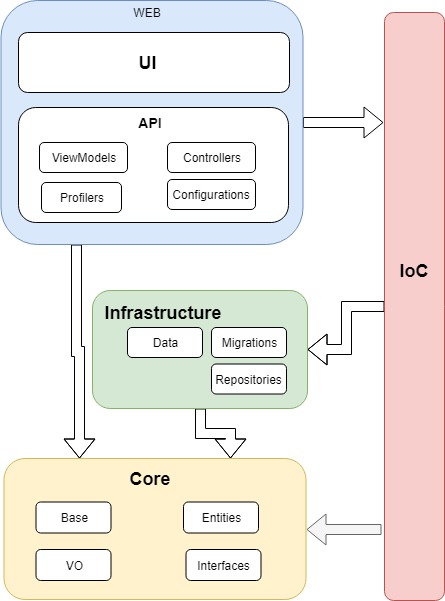 WEB
UI
API
ViewModels
Controllers
Profilers
Configurations
IoC
Infrastructure
Data
Migrations
Repositories
Core
Base
Entities
VO
Interfaces